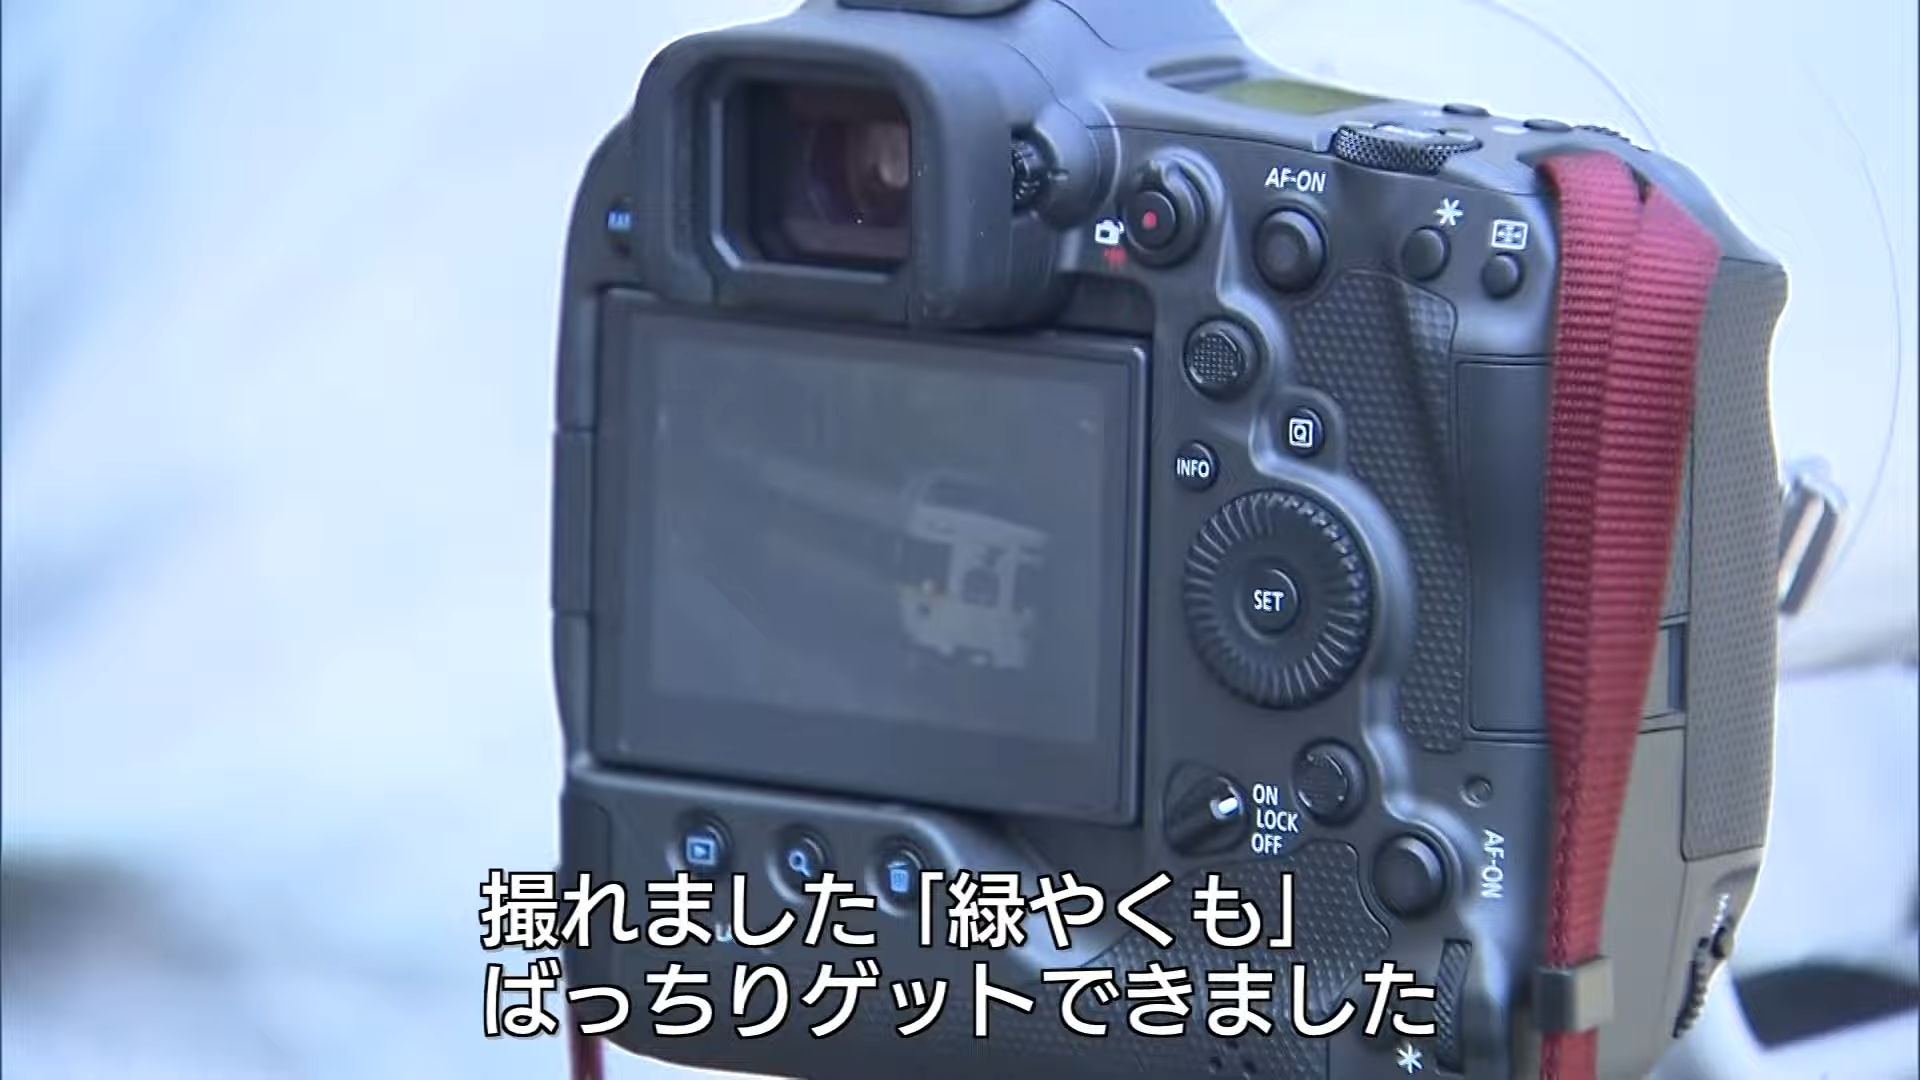 AF-ON
RATE
INFO
Q
SET
ON
LOCK
OFF
AF-ON
撮れました「緑やくも」
ばっちりゲットできました